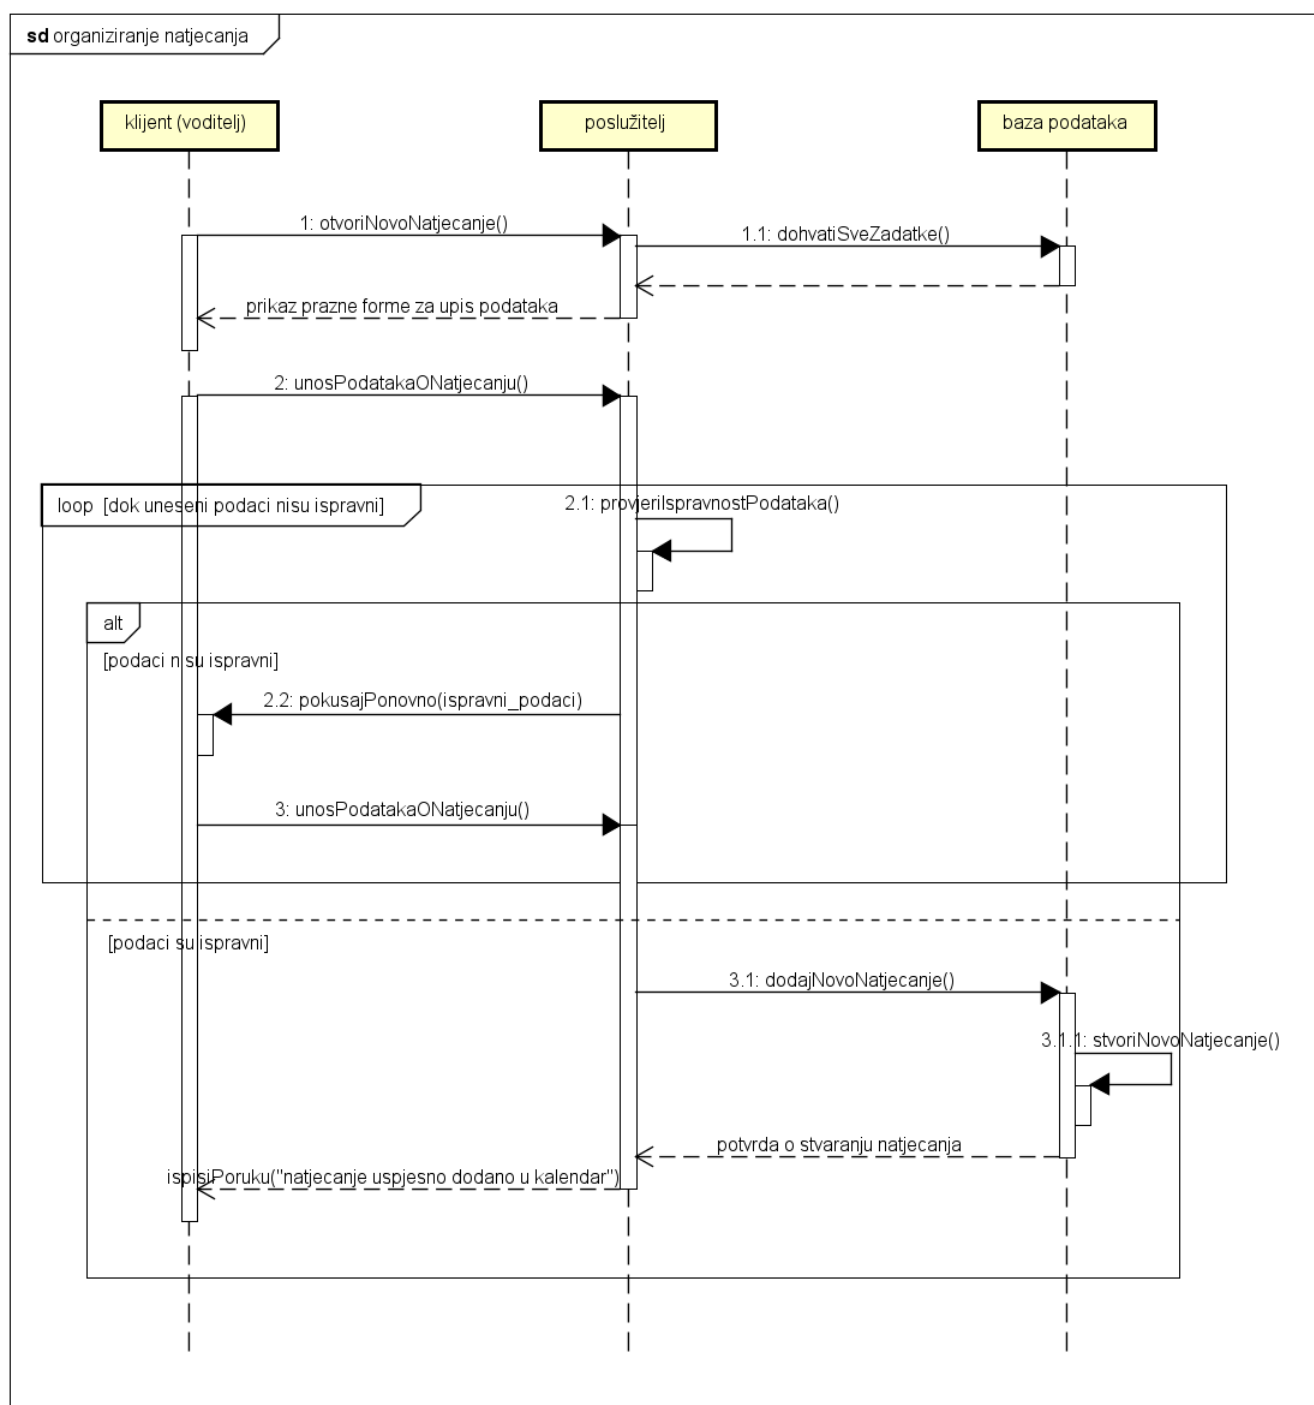 sd organiziranje natjecanja
klijent (voditelj)
poslužitelj
baza podataka
1: otvoriNovoNatjecanje()
1.1: dohvatiSveZadatke()
prikaz prazne forme za upis podataka
2: unosPodatakaONatjecanju()
loop [dok uneseni podaci nisu ispravni]
2.1: provjeriIspravnostPodataka()
alt
[podaci nisu ispravni]
2.2: pokusajPonovno(ispravni_podaci)
3: unosPodatakaONatjecanju()
[podaci su ispravni]
3.1: dodajNovoNatjecanje()
3.1.1: stvoriNovoNatjecanje()
potvrda o stvaranju natjecanja
ispisiPoruku("natjecanje uspjesno dodano u kalendar")